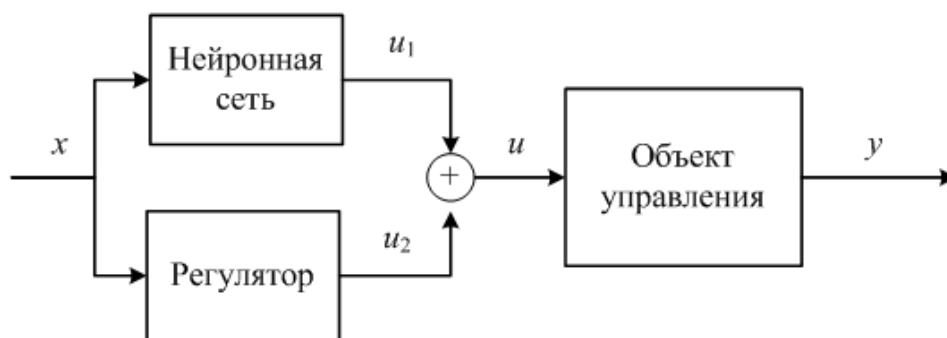 Нейронная
сеть
u₁
x
+
u
Объект
управления
y
u₂
Регулятор